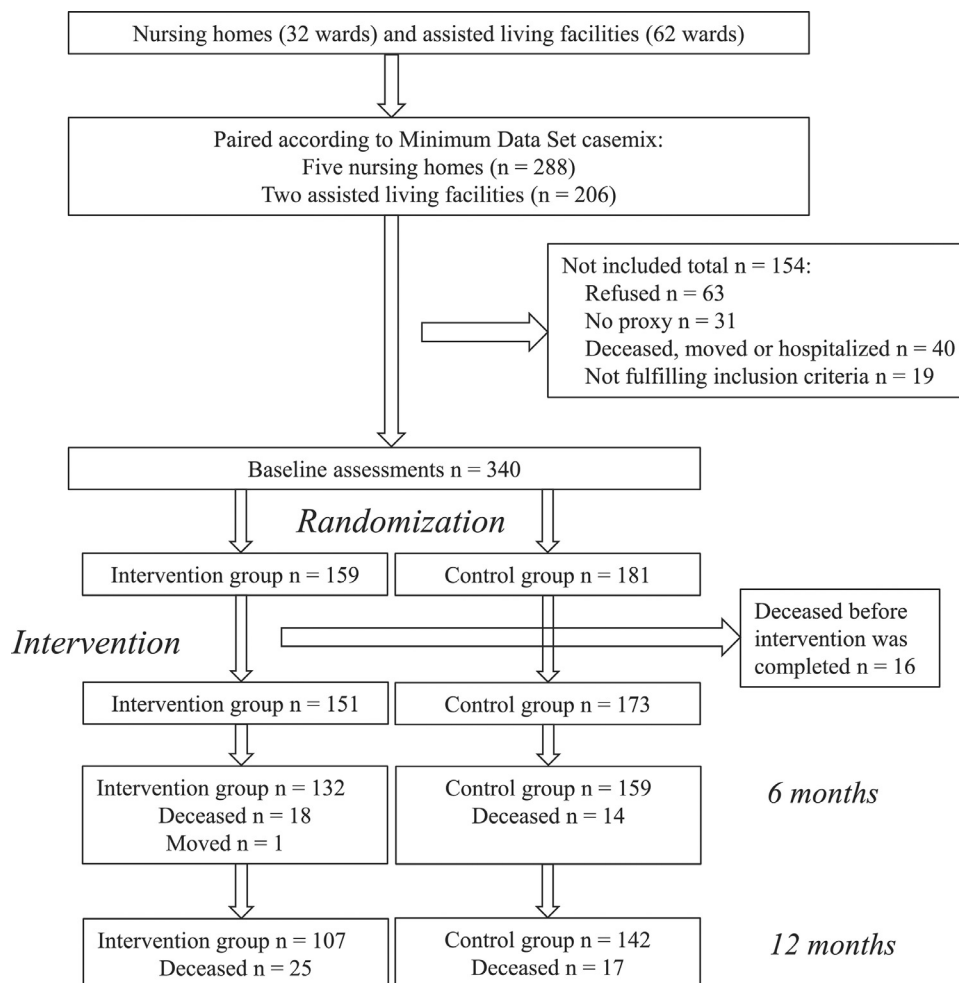 Nursing homes (32 wards) and assisted living facilities (62 wards)
Paired according to Minimum Data Set casemix:
Five nursing homes (n = 288)
Two assisted living facilities (n = 206)
Not included total n = 154:
Refused n = 63
No proxy n = 31
Deceased, moved or hospitalized n = 40
Not fulfilling inclusion criteria n = 19
Baseline assessments n = 340
Randomization
Intervention group n = 159
Control group n = 181
Intervention
Deceased before
intervention was
completed n = 16
Intervention group n = 151
Control group n = 173
Intervention group n = 132
Deceased n = 18
Moved n = 1
Control group n = 159
Deceased n = 14
6 months
Intervention group n = 107
Deceased n = 25
Control group n = 142
Deceased n = 17
12 months